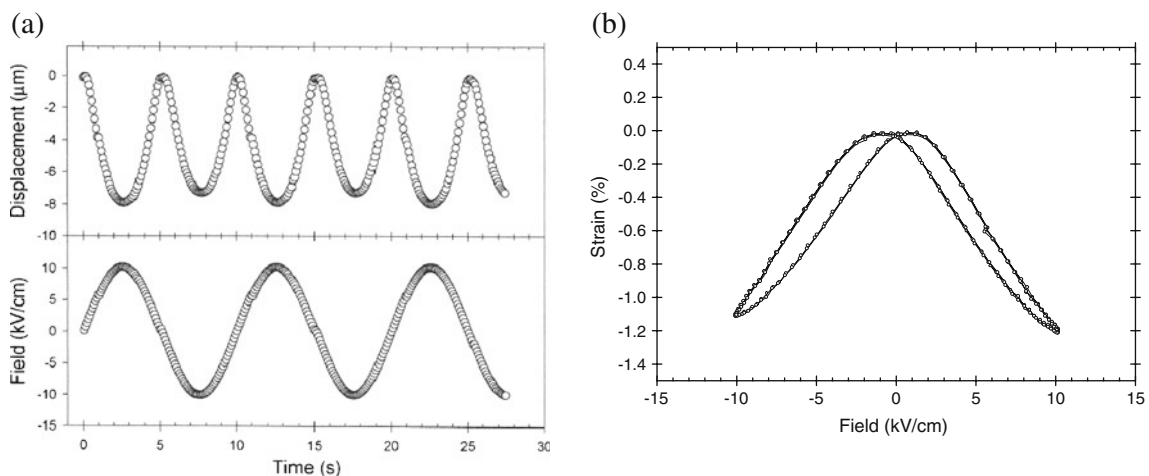 (a)
0
-2
-4
-6
-8
-10
Displacement (μm)
10
5
0
-5
-10
-15
Field (kV/cm)
0 5 10 15 20 25 30
Time (s)
(b)
0.4
0.2
0.0
-0.2
-0.4
-0.6
-0.8
-1.0
-1.2
-1.4
Strain (%)
-15 -10 -5 0 5 10 15
Field (kV/cm)